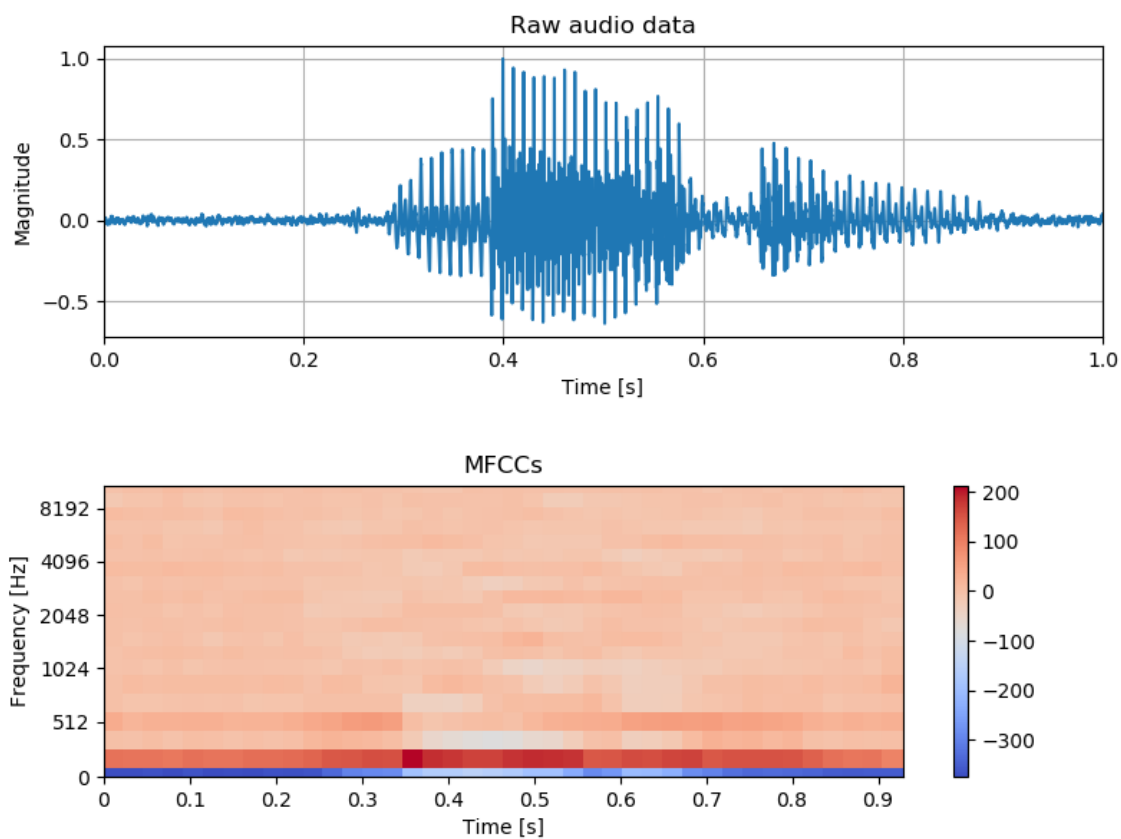 Raw audio data
1.0
0.5
0.0
−0.5
Magnitude
0.0 0.2 0.4 0.6 0.8 1.0
Time [s]
MFCCs
8192
4096
2048
1024
512
0
Frequency [Hz]
0 0.1 0.2 0.3 0.4 0.5 0.6 0.7 0.8 0.9
Time [s]
200
100
0
−100
−200
−300